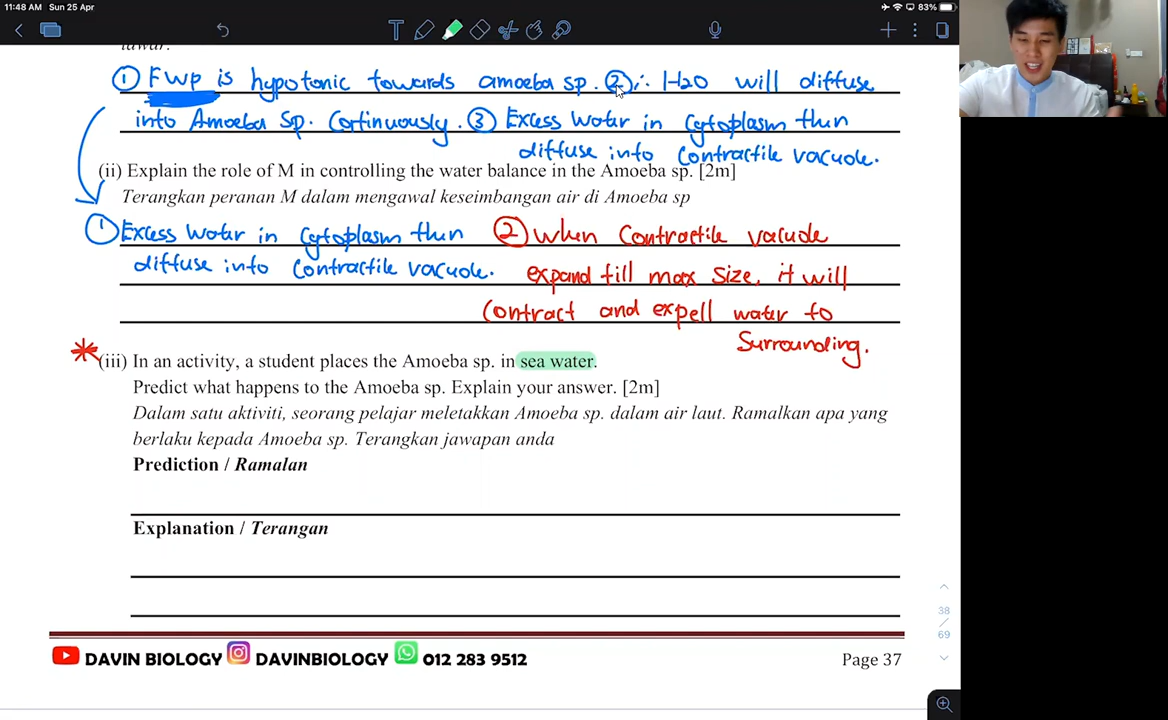 11:48 AM Sun 25 Apr
83%
tawar.
① FWP is hypotonic towards amoeba sp. ② ∴ H20 will diffuse
into Amoeba Sp. Continuously. ③ Excess Water in Cytoplasm then
diffuse into Contractile vacuole.
(ii) Explain the role of M in controlling the water balance in the Amoeba sp. [2m]
Terangkan peranan M dalam mengawal keseimbangan air di Amoeba sp
① Excess Water in Cytoplasm then
diffuse into Contractile vacuole.
② When Contractile vacuole
expand till max size, it will
Contract and expell water to
Surrounding.
* (iii) In an activity, a student places the Amoeba sp. in sea water.
Predict what happens to the Amoeba sp. Explain your answer. [2m]
Dalam satu aktiviti, seorang pelajar meletakkan Amoeba sp. dalam air laut. Ramalkan apa yang
berlaku kepada Amoeba sp. Terangkan jawapan anda
Prediction / Ramalan
Explanation / Terangan
38
/
69
DAVIN BIOLOGY DAVINBIOLOGY 012 283 9512
Page 37